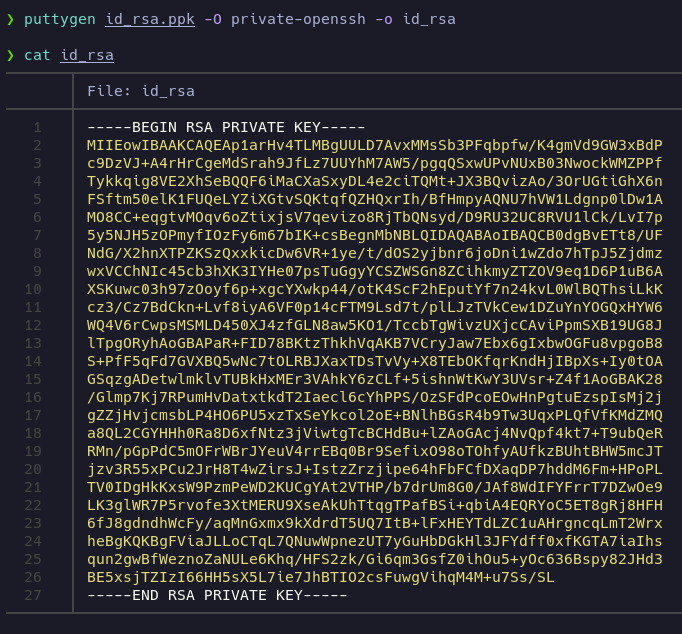 ❯ puttygen id_rsa.ppk -O private-openssh -o id_rsa
❯ cat id_rsa
File: id_rsa
1 -----BEGIN RSA PRIVATE KEY-----
2 MIIEowIBAAKCAQEAp1arHv4TLMBgUULD7AvxMMsSb3PFqbpfw/K4gmVd9GW3xBdP
3 c9DzVJ+A4rHrCgeMdSrah9JfLz7UUYhM7AW5/pgqQSxwUPvNUxB03NwockWMZPPf
4 Tykkqig8VE2XhSeBQQF6iMaCXaSxyDL4e2ciTQMt+JX3BQvizAo/3OrUGtiGhX6n
5 FSftm50elK1FUQeLYZiXGtvSQKtqfQZHQxrIh/BfHmpyAQNU7hVW1Ldgnp0lDw1A
6 MO8CC+eqgtvMOqv6oZtixjsV7qevizo8RjTbQNsyd/D9RU32UC8RVU1lCk/LvI7p
7 5y5NJH5zOPmyfIOzFy6m67bIK+csBegnMbNBLQIDAQABAoIBAQCB0dgBvETt8/UF
8 NdG/X2hnXTPZKSzQxxkicDw6VR+1ye/t/dOS2yjbnr6joDni1wZdo7hTpJ5Zjdmz
9 wxVCChNIc45cb3hXK3IYHe07psTuGgyYCSZWSGn8ZCihkmyZTZOV9eq1D6P1uB6A
10 XSKuwc03h97zOoyf6p+xgcYXwkp44/otK4ScF2hEputYf7n24kvL0WlBQThsiLkK
11 cz3/Cz7BdCkn+Lvf8iyA6VF0p14cFTM9Lsd7t/plLJzTVkCew1DZuYnYOGQxHYW6
12 WQ4V6rCwpsMSMLD450XJ4zfGLN8aw5KO1/TccbTgWivzUXjcCAviPpmSXB19UG8J
13 lTpgORyhAoGBAPaR+FID78BKtzThkhVqAKB7VCryJaw7Ebx6gIxbwOGFu8vpgoB8
14 S+PfF5qFd7GVXBQ5wNc7tOLRBJXaxTDsTvVy+X8TEbOKfqrKndHjIBpXs+Iy0tOA
15 GSqzgADetwlmklvTUBkHxMEr3VAhkY6zCLf+5ishnWtKwY3UVsr+Z4f1AoGBAK28
16 /Glmp7Kj7RPumHvDatxtkdT2Iaecl6cYhPPS/OzSFdPcoEOwHnPgtuEzspIsMj2j
17 gZZjHvjcmsbLP4HO6PU5xzTxSeYkcol2oE+BNlhBGsR4b9Tw3UqxPLQfVfKMdZMQ
18 a8QL2CGYHHh0Ra8D6xfNtz3jViwtgTcBCHdBu+lZAoGAcj4NvQpf4kt7+T9ubQeR
19 RMn/pGpPdC5mOFrWBrJYeuV4rrEBq0Br9SefixO98oTOhfyAUfkzBUhtBHW5mcJT
20 jzv3R55xPCu2JrH8T4wZirsJ+IstzZrzjipe64hFbFCfDXaqDP7hddM6Fm+HPoPL
21 TV0IDgHkKxsW9PzmPeWD2KUCgYAt2VTHP/b7drUm8G0/JAf8WdIFYFrrT7DZwOe9
22 LK3glWR7P5rvofe3XtMERU9XseAkUhTtqgTPafBSi+qbiA4EQRYoC5ET8gRj8HFH
23 6fJ8gdndhWcFy/aqMnGxmx9kXdrdT5UQ7ItB+lFxHEYTdLZC1uAHrgncqLmT2Wrx
24 heBgKQKBgFViaJLLoCTqL7QNuwWpnezUT7yGuHbDGkHl3JFYdff0xfKGTA7iaIhs
25 qun2gwBfWeznoZaNULe6Khq/HFS2zk/Gi6qm3GsfZ0ihOu5+yOc636Bspy82JHd3
26 BE5xsjTZIzI66HH5sX5L7ie7JhBTIO2csFuwgVihqM4M+u7Ss/SL
27 -----END RSA PRIVATE KEY-----